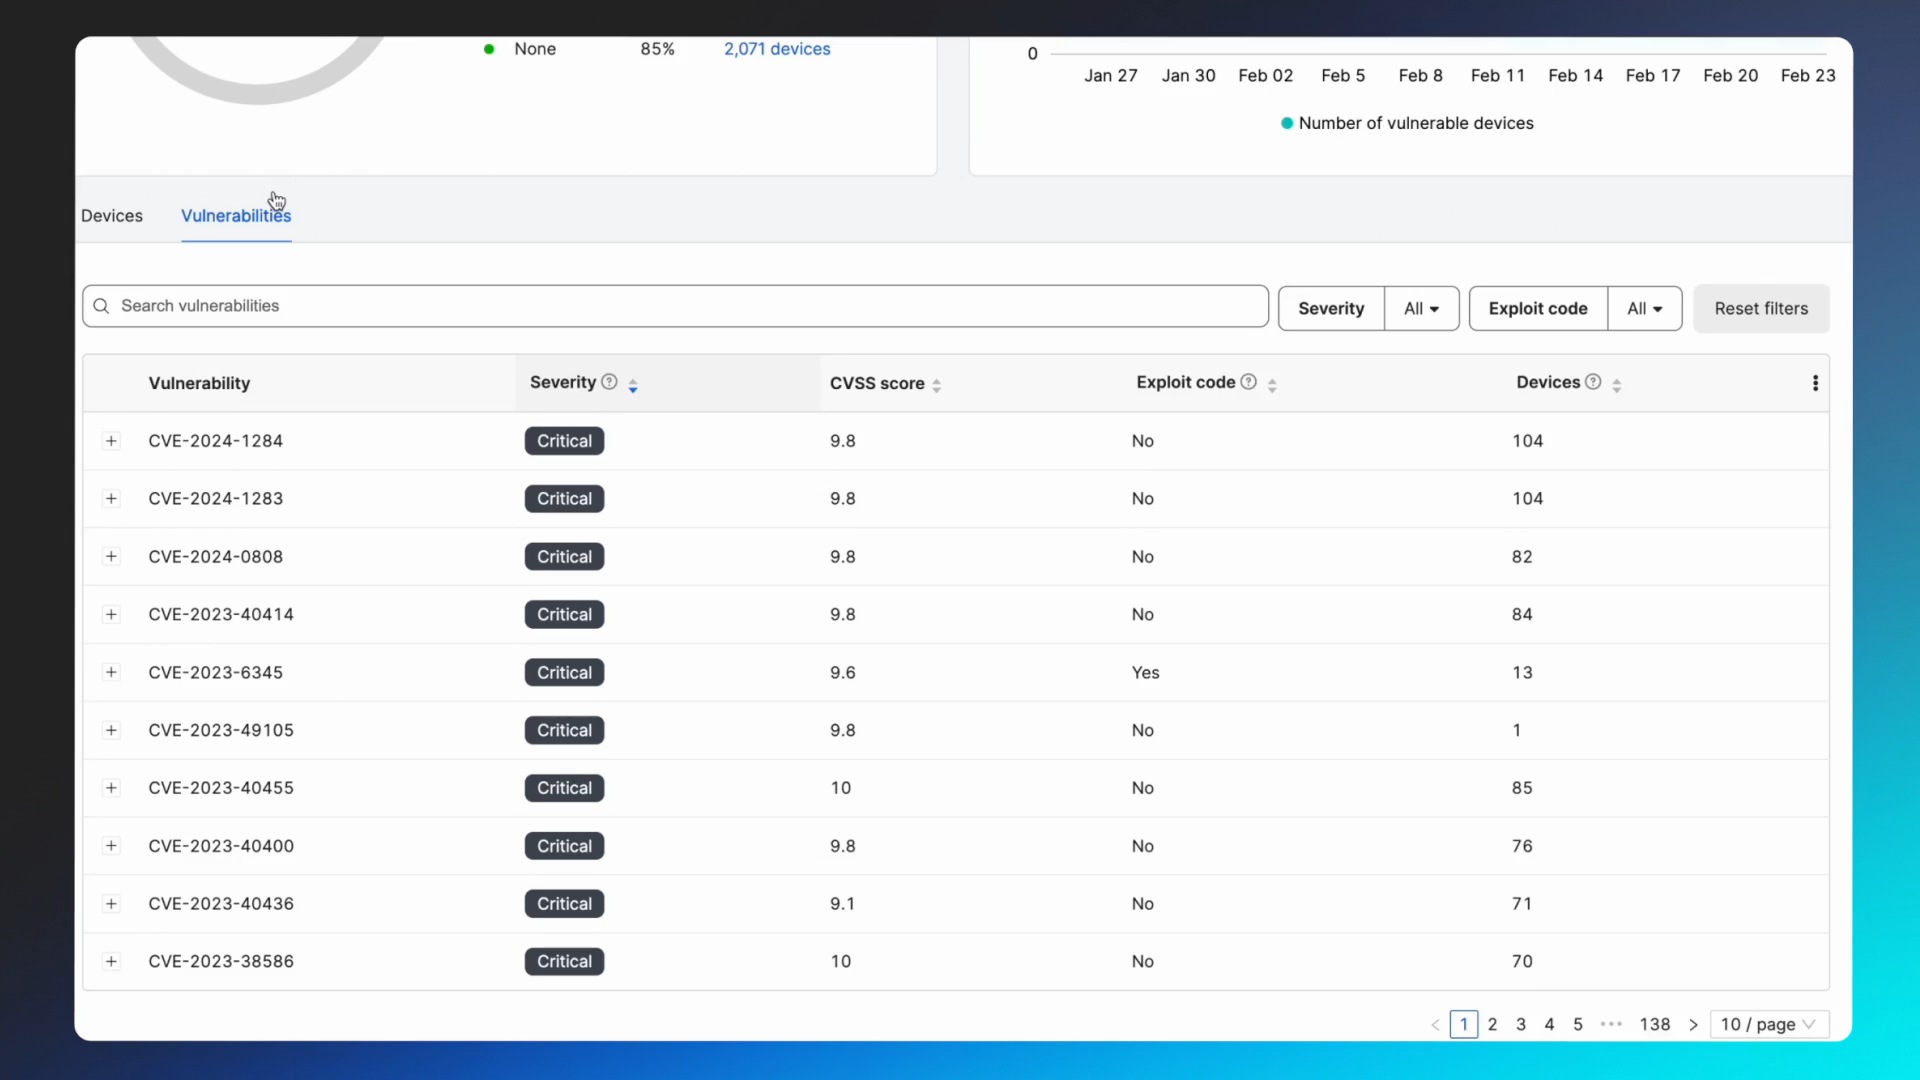 None 85% 2,071 devices
0
Jan 27 Jan 30 Feb 02 Feb 5 Feb 8 Feb 11 Feb 14 Feb 17 Feb 20 Feb 23
Number of vulnerable devices
Devices Vulnerabilities
Search vulnerabilities Severity All Exploit code All Reset filters
Vulnerability Severity ? CVSS score Exploit code ? Devices ?
+ CVE-2024-1284 Critical 9.8 No 104
+ CVE-2024-1283 Critical 9.8 No 104
+ CVE-2024-0808 Critical 9.8 No 82
+ CVE-2023-40414 Critical 9.8 No 84
+ CVE-2023-6345 Critical 9.6 Yes 13
+ CVE-2023-49105 Critical 9.8 No 1
+ CVE-2023-40455 Critical 10 No 85
+ CVE-2023-40400 Critical 9.8 No 76
+ CVE-2023-40436 Critical 9.1 No 71
+ CVE-2023-38586 Critical 10 No 70
< 1 2 3 4 5 ••• 138 > 10 / page